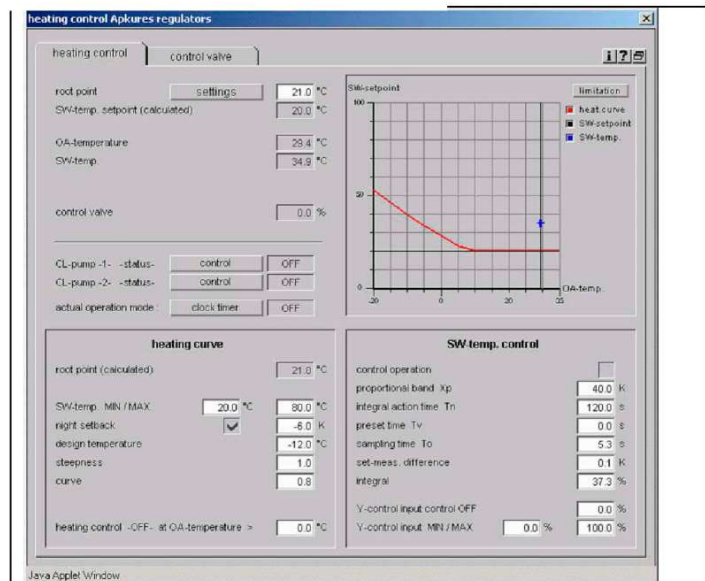 heating control Apkures regulators
heating control
control valve
root point settings 21.0 °C
SW-temp. setpoint (calculated) 20.0 °C
OA-temperature 29.4 °C
SW-temp. 34.9 °C
control valve 0.0 %
CL-pump -1- -status- control OFF
CL-pump -2- -status- control OFF
actual operation mode : clock timer OFF
SW-setpoint
limitation
100
50
0
-20 0 20 35
OA-temp.
heat.curve
SW-setpoint
SW-temp.
heating curve
root point (calculated) 21.0 °C
SW-temp. MIN / MAX 20.0 °C 80.0 °C
night setback -6.0 K
design temperature -12.0 °C
steepness 1.0
curve 0.8
heating control -OFF- at OA-temperature > 0.0 °C
SW-temp. control
control operation
proportional band Xp 40.0 K
integral action time Tn 120.0 s
preset time Tv 0.0 s
sampling time To 5.3 s
set-meas. difference 0.1 K
integral 37.3 %
Y-control input control OFF 0.0 %
Y-control input MIN / MAX 0.0 % 100.0 %
Java Applet Window